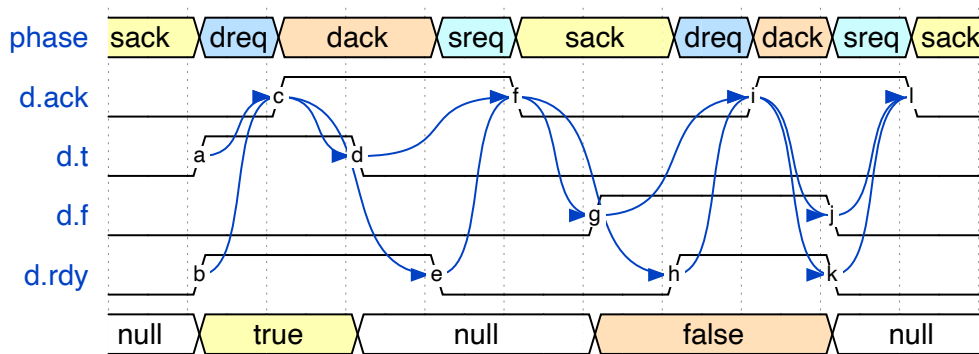 phase sack dreq dack sreq sack dreq dack sreq sack
d.ack c f i l
d.t a d
d.f g j
d.rdy b e h k
null true null false null